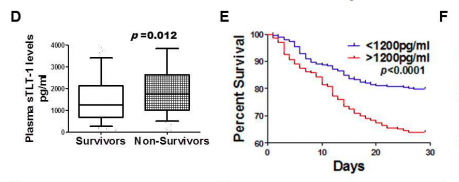 D
p=0.012
Plasma sTLT-1 levels
pg/ml
4000
3000
2000
1000
0
Survivors
Non-Survivors
E
Percent Survival
100
90
80
70
60
<1200pg/ml
>1200pg/ml
p<0.0001
0
10
20
30
Days
F